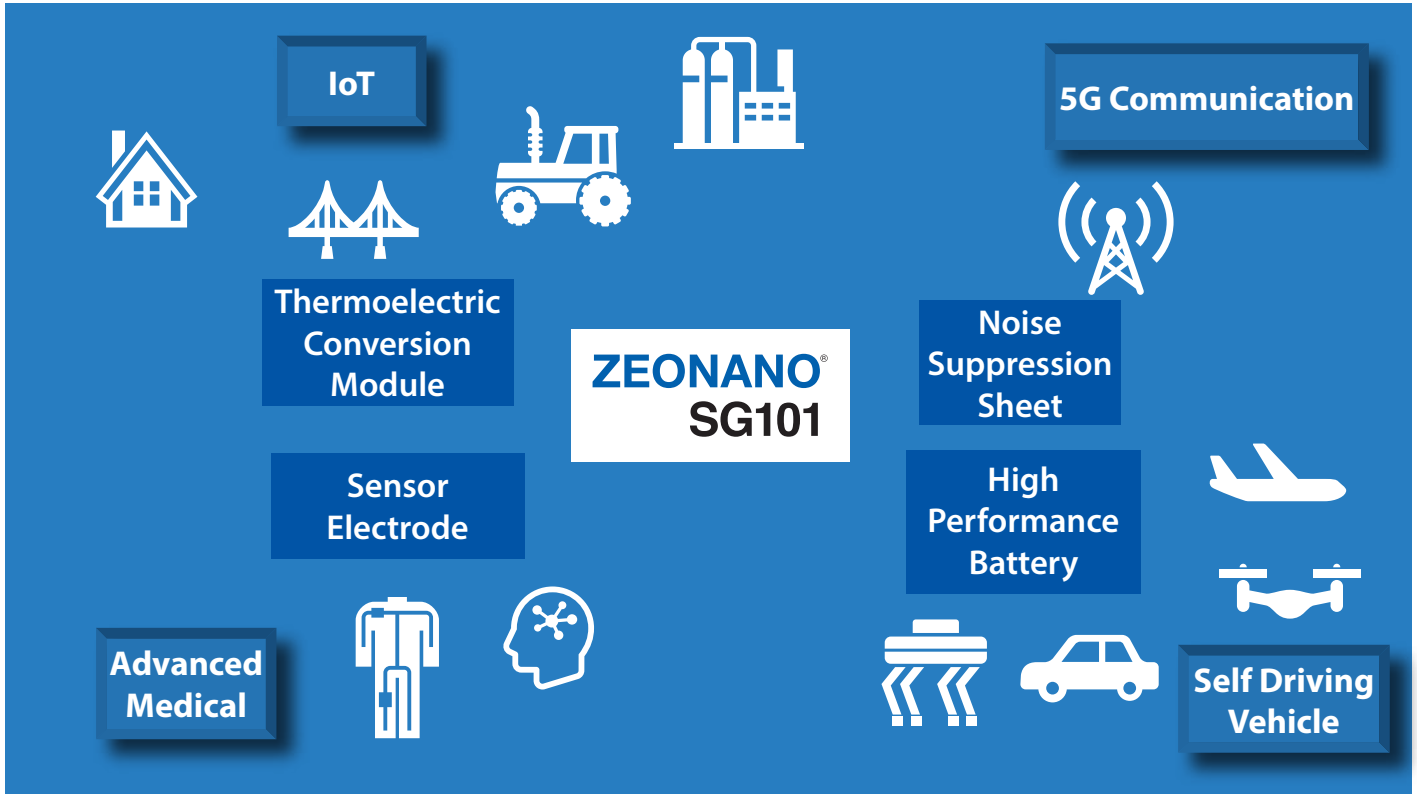 IoT
5G Communication
Thermoelectric
Conversion
Module
ZEONANO®
SG101
Noise
Suppression
Sheet
Sensor
Electrode
High
Performance
Battery
Advanced
Medical
Self Driving
Vehicle